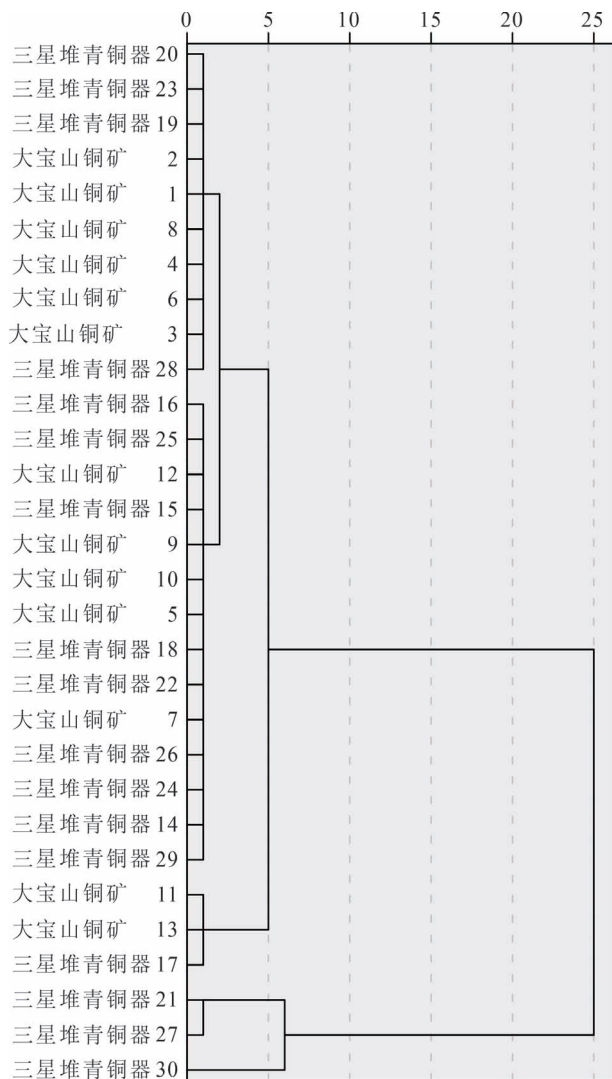 0 5 10 15 20 25
三星堆青铜器 20
三星堆青铜器 23
三星堆青铜器 19
大宝山铜矿 2
大宝山铜矿 1
大宝山铜矿 8
大宝山铜矿 4
大宝山铜矿 6
大宝山铜矿 3
三星堆青铜器 28
三星堆青铜器 16
三星堆青铜器 25
大宝山铜矿 12
三星堆青铜器 15
大宝山铜矿 9
大宝山铜矿 10
大宝山铜矿 5
三星堆青铜器 18
三星堆青铜器 22
大宝山铜矿 7
三星堆青铜器 26
三星堆青铜器 24
三星堆青铜器 14
三星堆青铜器 29
大宝山铜矿 11
大宝山铜矿 13
三星堆青铜器 17
三星堆青铜器 21
三星堆青铜器 27
三星堆青铜器 30